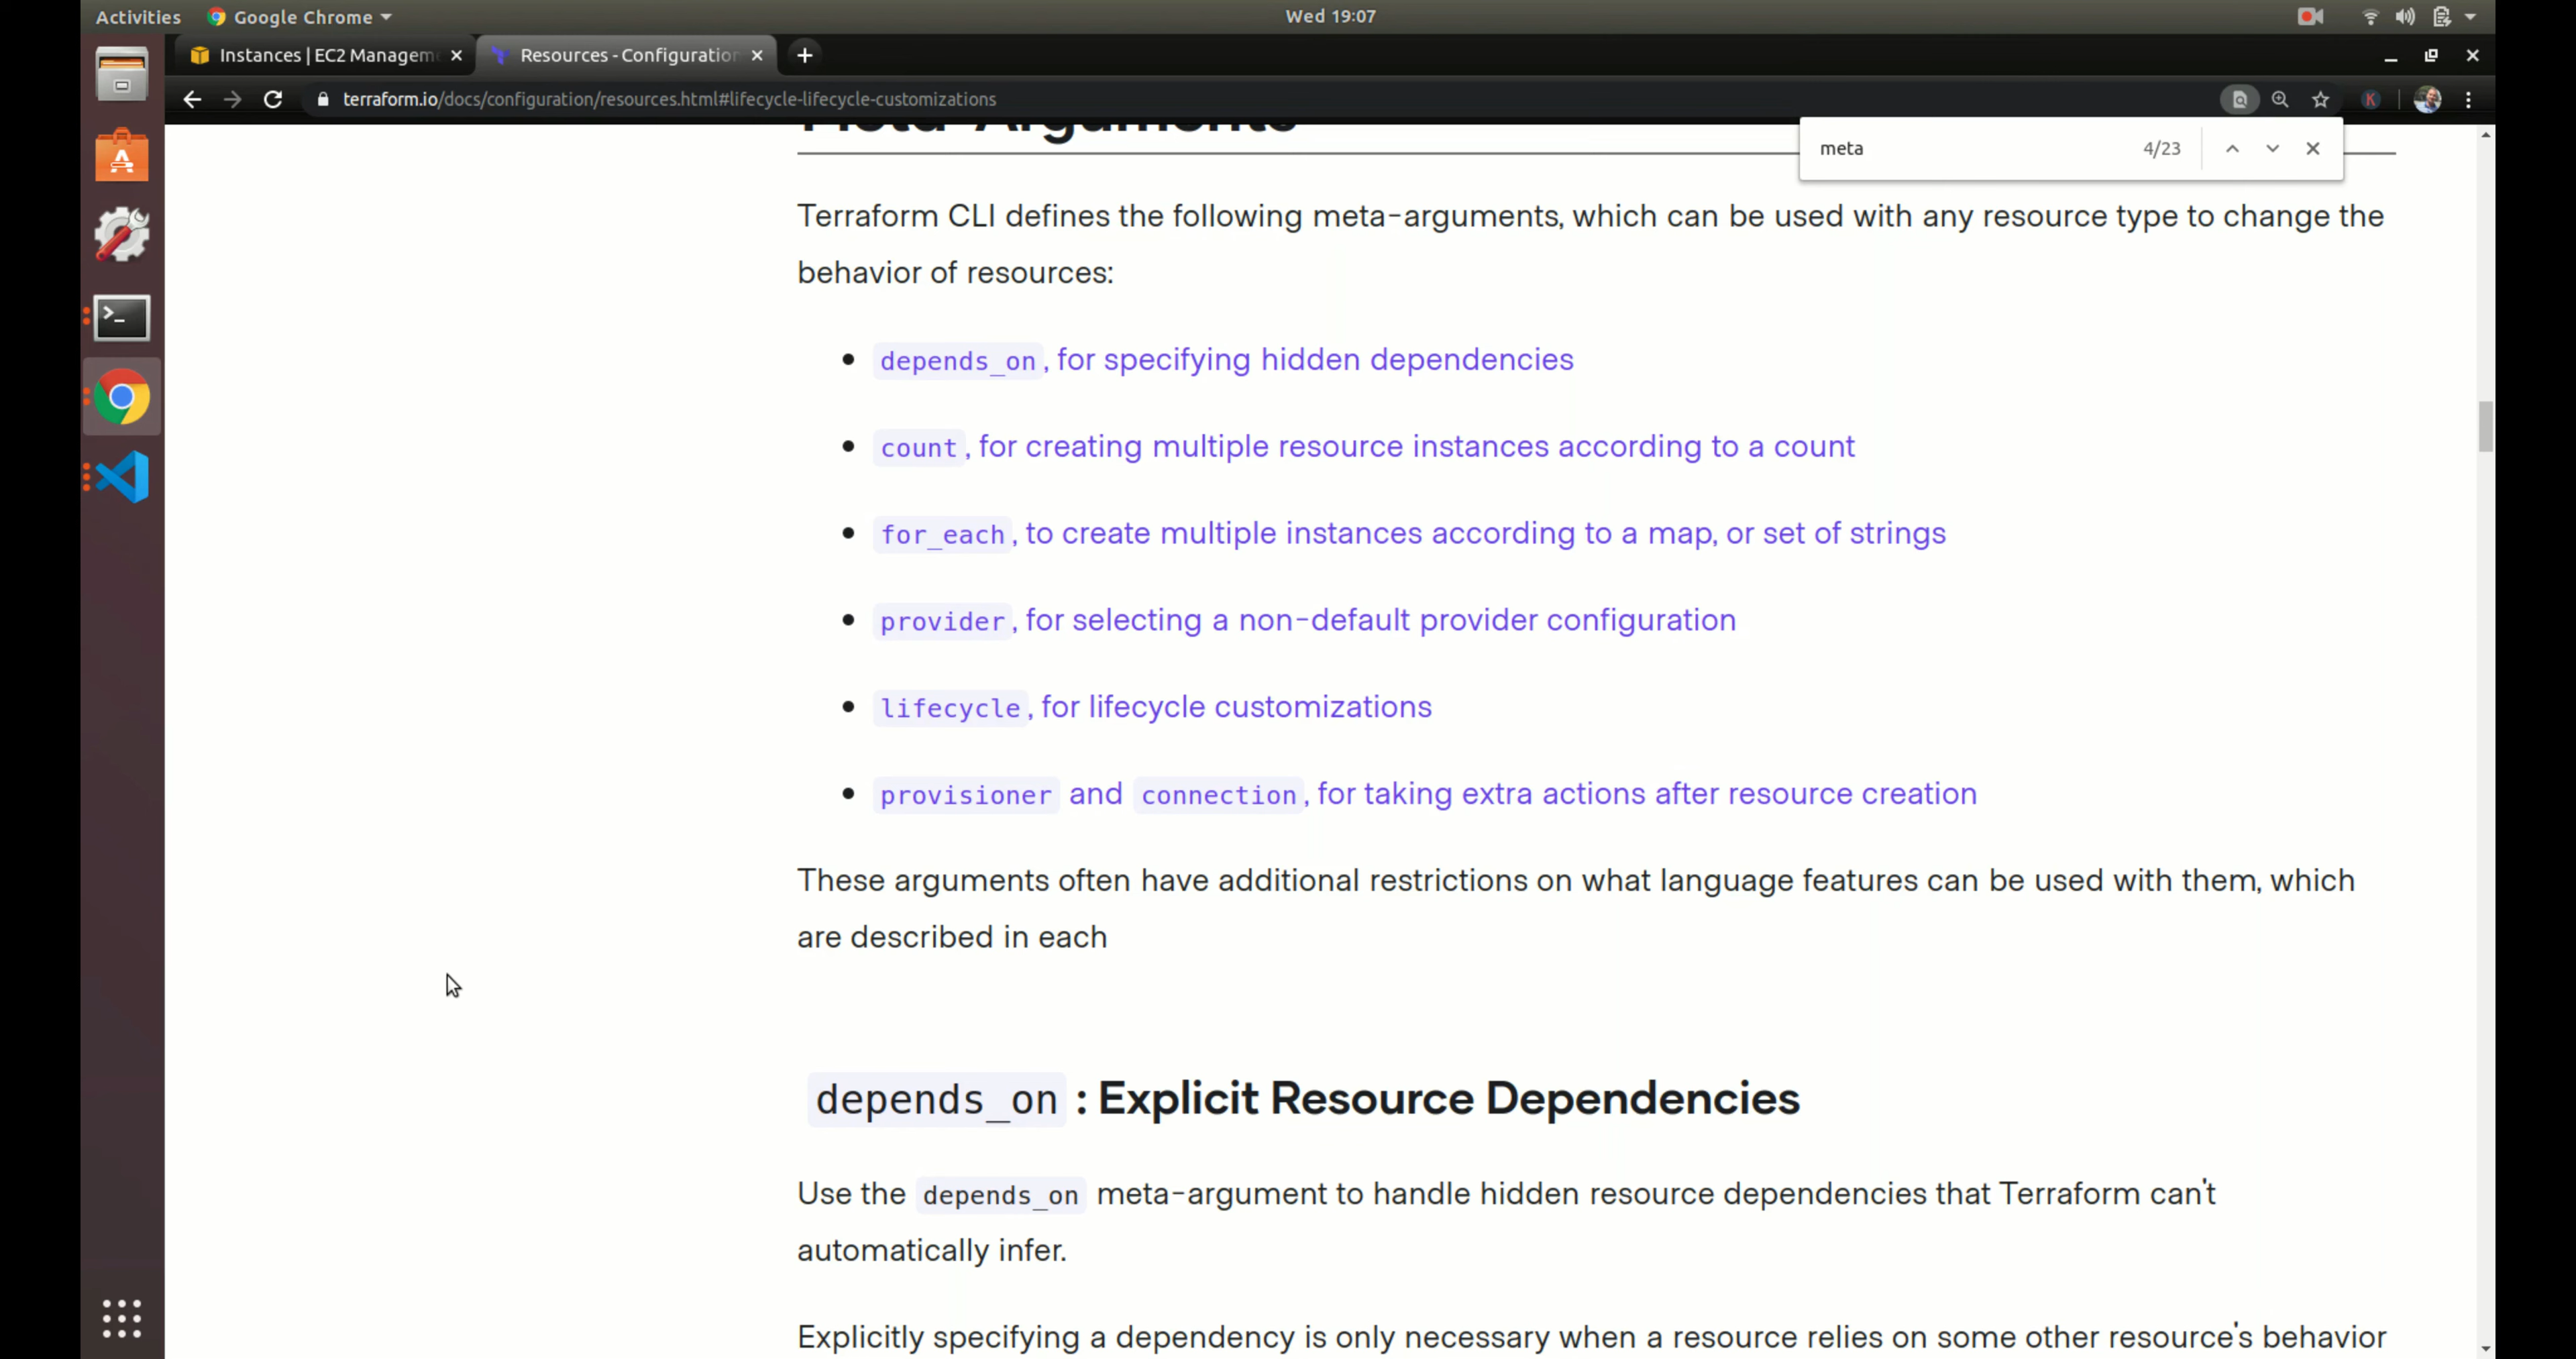 Activities Google Chrome Wed 19:07
Instances | EC2 Managem Resources - Configuration
terraform.io/docs/configuration/resources.html#lifecycle-lifecycle-customizations K
Meta-Arguments
meta 4/23
Terraform CLI defines the following meta-arguments, which can be used with any resource type to change the
behavior of resources:
• depends_on, for specifying hidden dependencies
• count, for creating multiple resource instances according to a count
• for_each, to create multiple instances according to a map, or set of strings
• provider, for selecting a non-default provider configuration
• lifecycle, for lifecycle customizations
• provisioner and connection, for taking extra actions after resource creation
These arguments often have additional restrictions on what language features can be used with them, which
are described in each
depends_on : Explicit Resource Dependencies
Use the depends_on meta-argument to handle hidden resource dependencies that Terraform can't
automatically infer.
Explicitly specifying a dependency is only necessary when a resource relies on some other resource's behavior